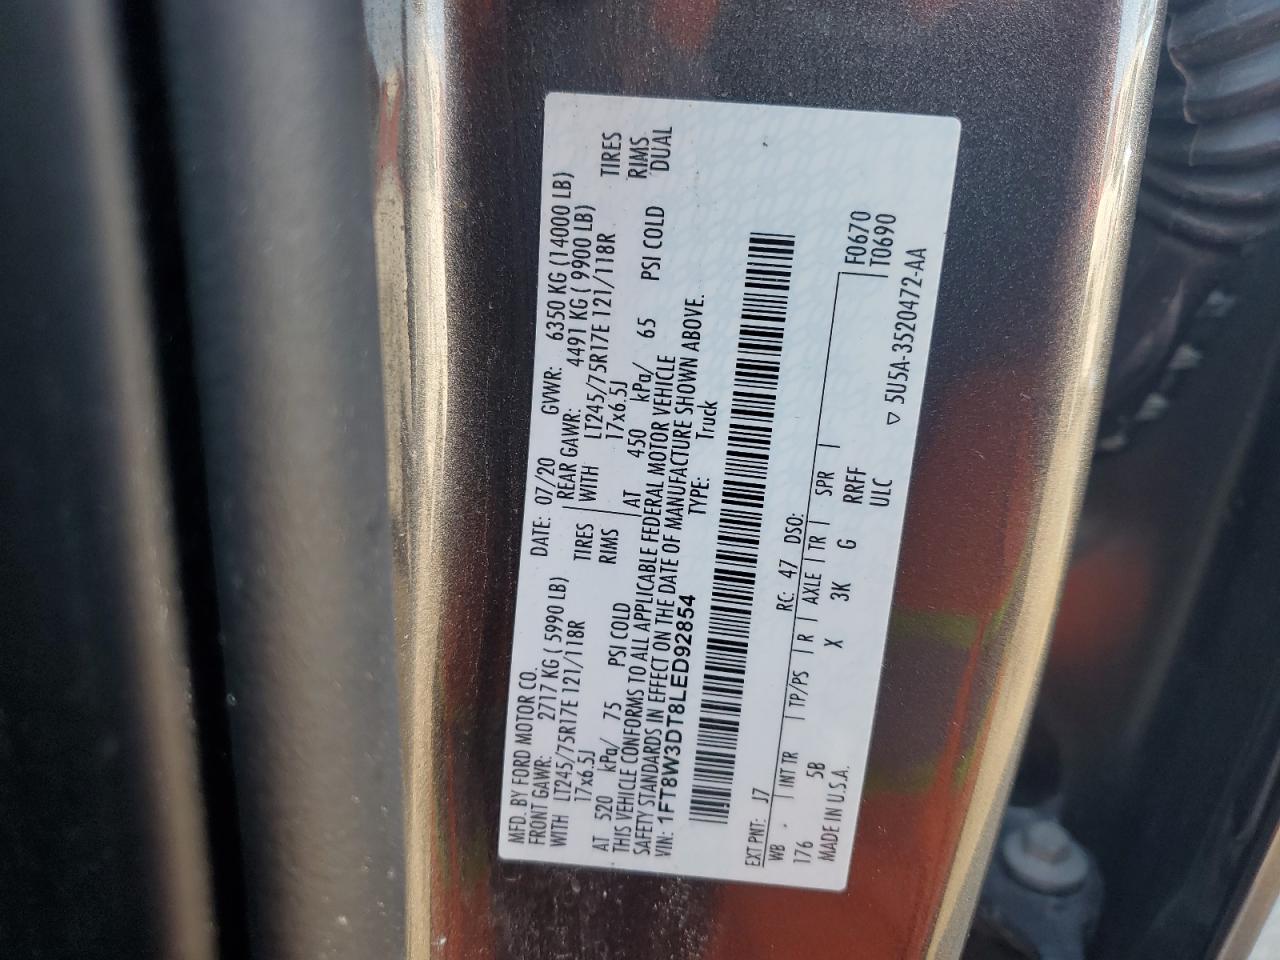 MFD. BY FORD MOTOR CO.
DATE: 07/20 GVWR: 6350 KG (14000 LB)
FRONT GAWR: 2717 KG ( 5990 LB) REAR GAWR: 4491 KG ( 9900 LB)
WITH LT245/75R17E 121/118R TIRES WITH LT245/75R17E 121/118R TIRES
17x6.5J RIMS 17x6.5J RIMS
AT 520 kPa/ 75 PSI COLD AT 450 kPa/ 65 PSI COLD DUAL
THIS VEHICLE CONFORMS TO ALL APPLICABLE FEDERAL MOTOR VEHICLE
SAFETY STANDARDS IN EFFECT ON THE DATE OF MANUFACTURE SHOWN ABOVE.
VIN: 1FT8W3DT8LED92854 TYPE: Truck
EXT PNT: J7 RC: 47 DSO:
WB INT TR TP/PS R AXLE TR SPR F0670
176 5B X 3K G RRFF T0690
MADE IN U.S.A. ULC
▽ 5U5A-3520472-AA